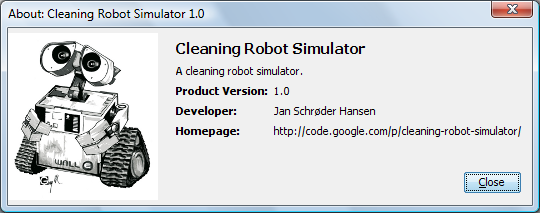 About: Cleaning Robot Simulator 1.0
Cleaning Robot Simulator
A cleaning robot simulator.
Product Version: 1.0
Developer: Jan Schrøder Hansen
Homepage: http://code.google.com/p/cleaning-robot-simulator/
WALL
Close